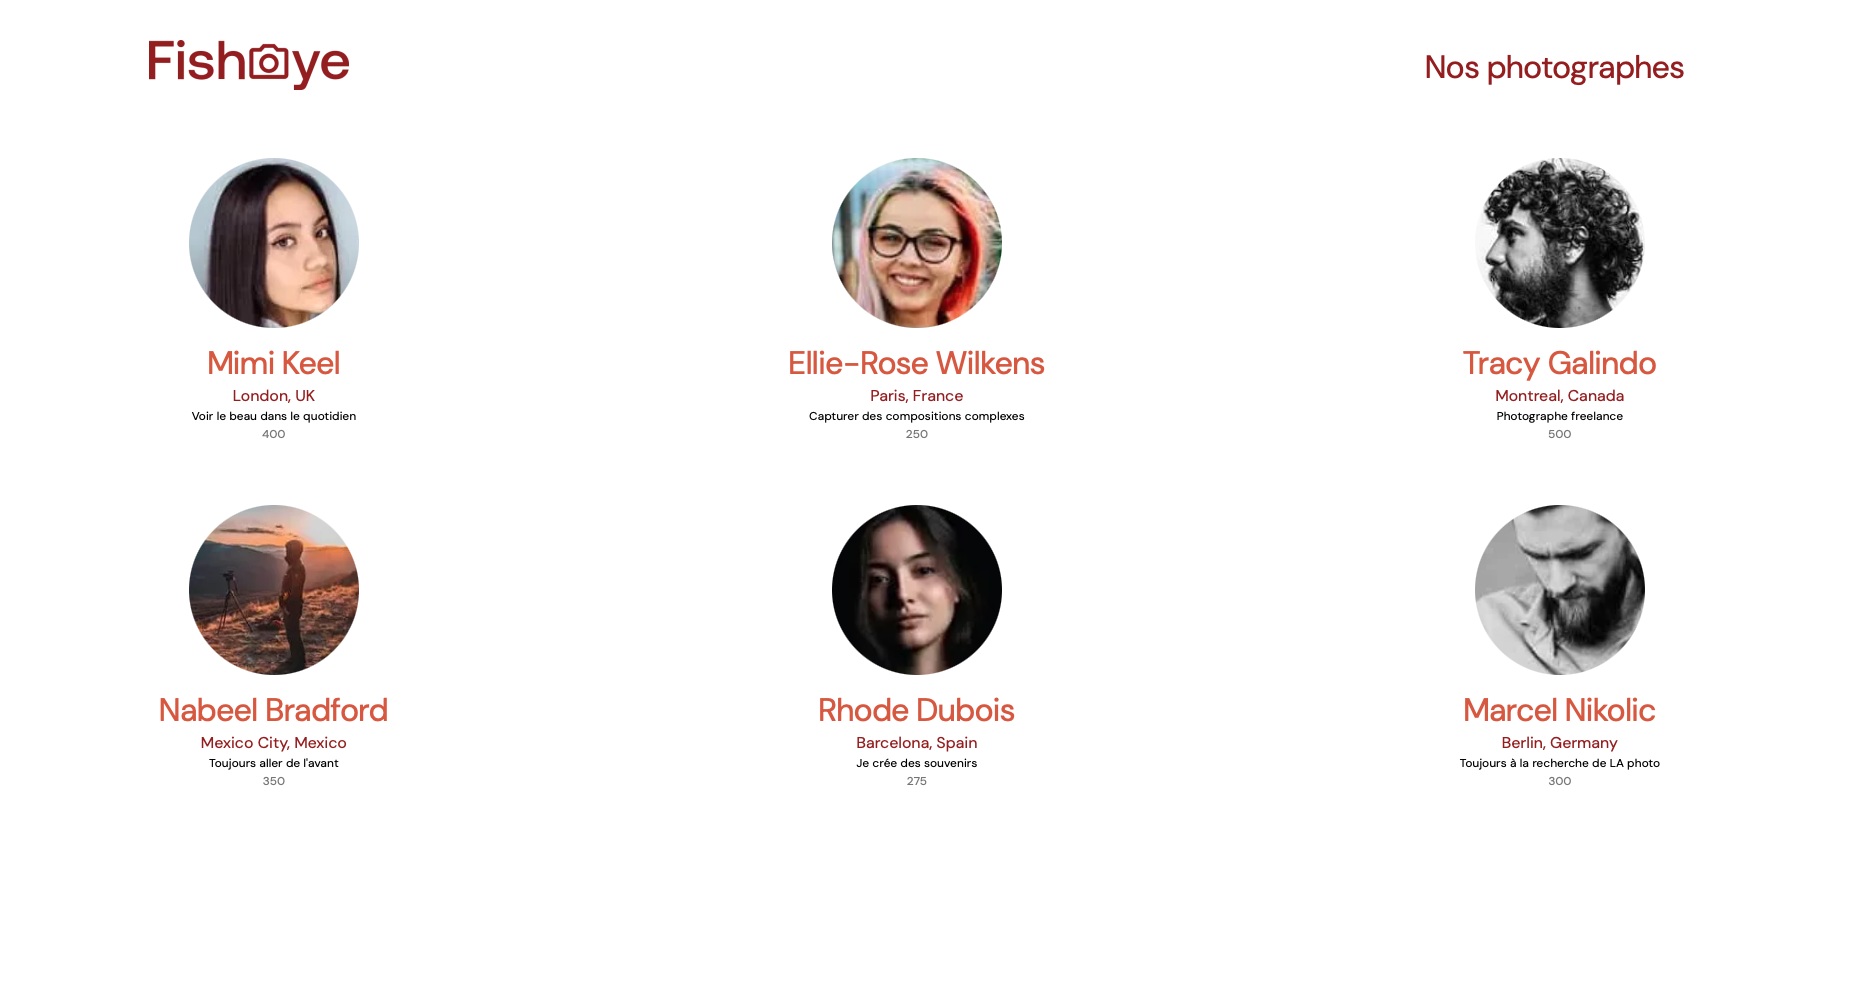 Fisheye
Nos photographes
Mimi Keel
London, UK
Voir le beau dans le quotidien
400
Ellie-Rose Wilkens
Paris, France
Capturer des compositions complexes
250
Tracy Galindo
Montreal, Canada
Photographe freelance
500
Nabeel Bradford
Mexico City, Mexico
Toujours aller de l'avant
350
Rhode Dubois
Barcelona, Spain
Je crée des souvenirs
275
Marcel Nikolic
Berlin, Germany
Toujours à la recherche de LA photo
300